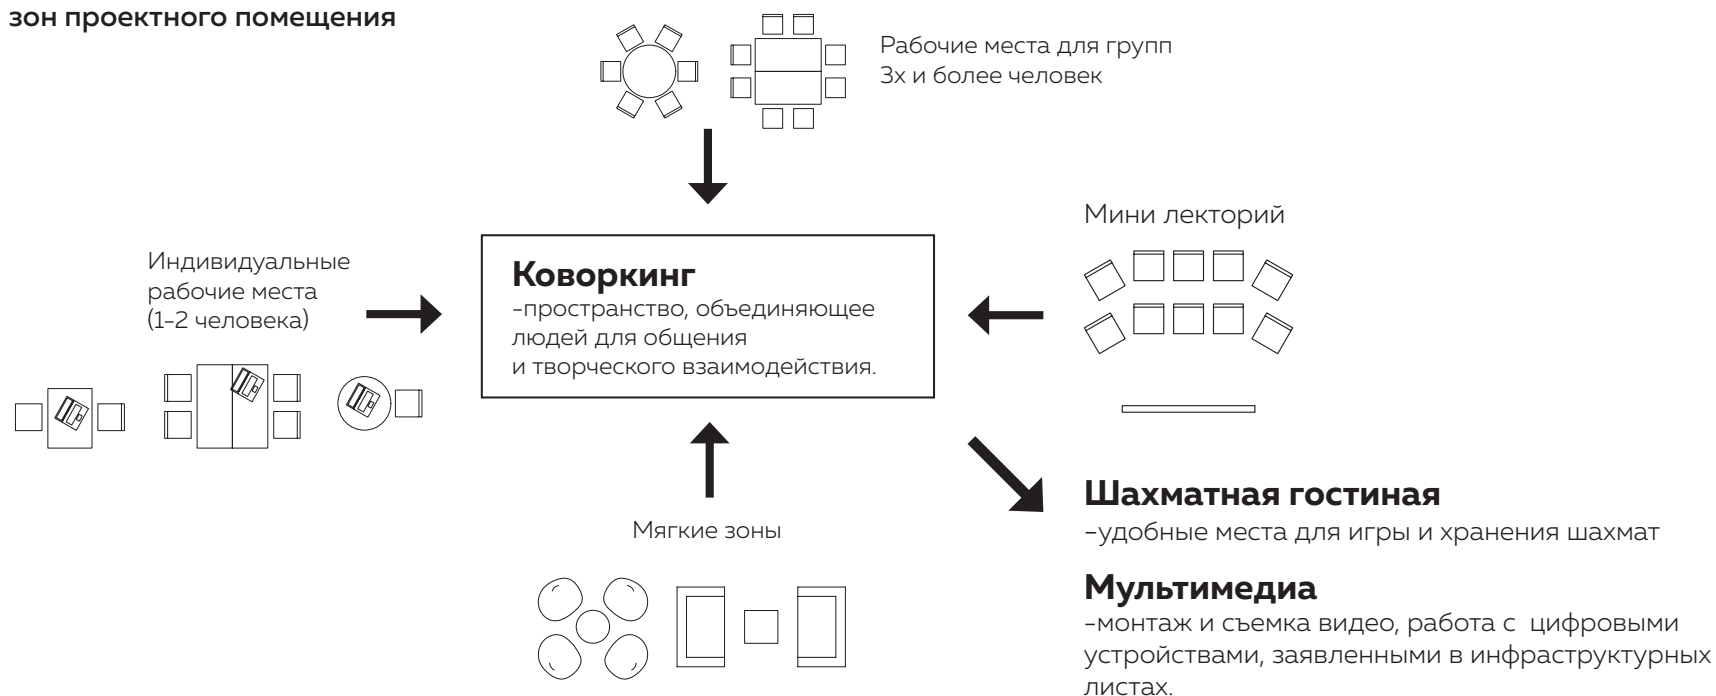 зон проектного помещения
Рабочие места для групп
3х и более человек
Мини лекторий
Индивидуальные
рабочие места
(1-2 человека)
Коворкинг
-пространство, объединяющее
людей для общения
и творческого взаимодействия.
Мягкие зоны
Шахматная гостиная
-удобные места для игры и хранения шахмат
Мультимедиа
-монтаж и съемка видео, работа с цифровыми
устройствами, заявленными в инфраструктурных
листах.